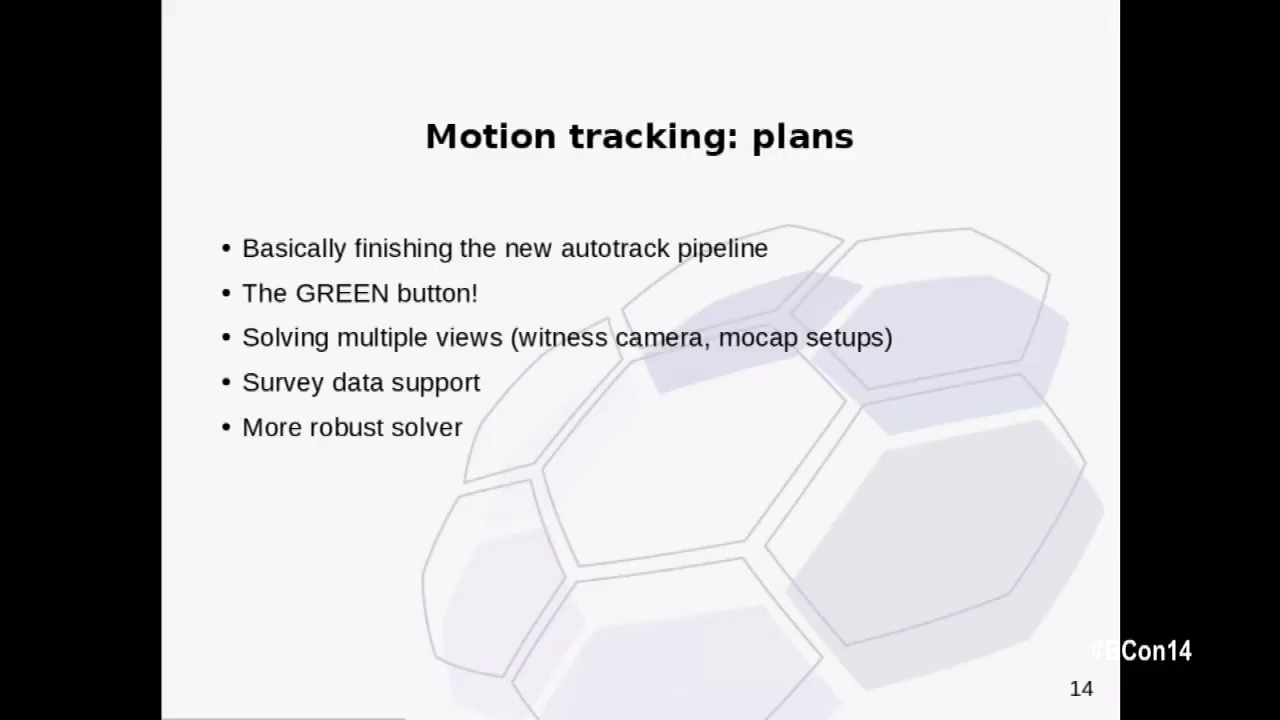 Motion tracking: plans
• Basically finishing the new autotrack pipeline
• The GREEN button!
• Solving multiple views (witness camera, mocap setups)
• Survey data support
• More robust solver
#BCon14
14